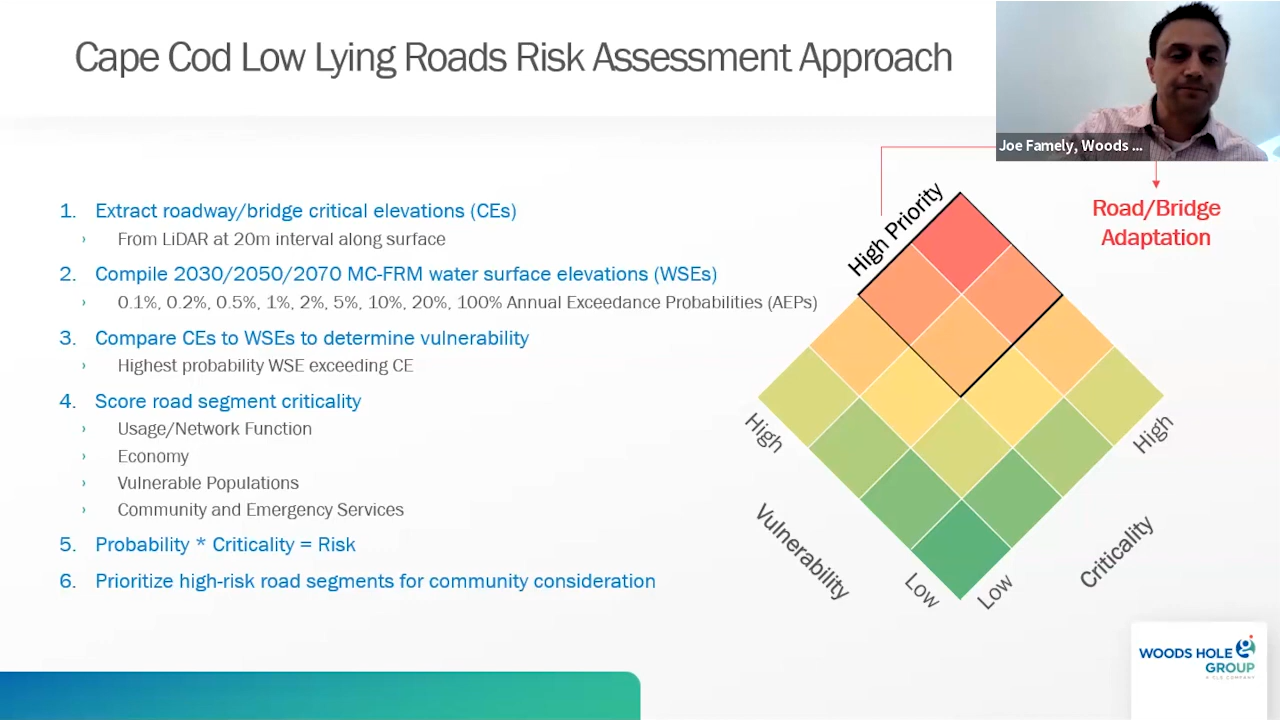 Cape Cod Low Lying Roads Risk Assessment Approach
Joe Famely, Woods ...
1. Extract roadway/bridge critical elevations (CEs)
› From LiDAR at 20m interval along surface
2. Compile 2030/2050/2070 MC-FRM water surface elevations (WSEs)
› 0.1%, 0.2%, 0.5%, 1%, 2%, 5%, 10%, 20%, 100% Annual Exceedance Probabilities (AEPs)
3. Compare CEs to WSEs to determine vulnerability
› Highest probability WSE exceeding CE
4. Score road segment criticality
› Usage/Network Function
› Economy
› Vulnerable Populations
› Community and Emergency Services
5. Probability * Criticality = Risk
6. Prioritize high-risk road segments for community consideration
High Priority
Road/Bridge
Adaptation
High
High
Vulnerability
Criticality
Low
Low
WOODS HOLE
GROUP
A CLS COMPANY